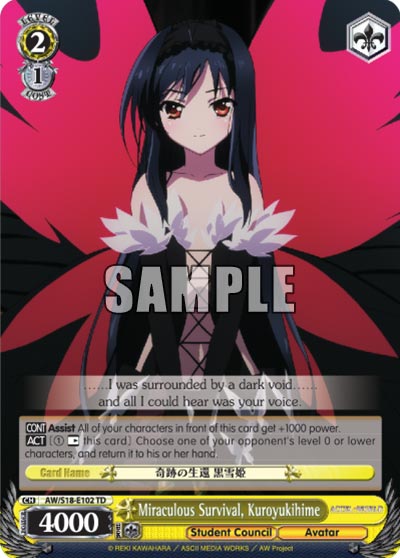 LEVEL
2
1
COST
SAMPLE
......I was surrounded by a dark void......
and all I could hear was your voice.
CONT Assist All of your characters in front of this card get +1000 power.
ACT [① this card] Choose one of your opponent's level 0 or lower
characters, and return it to his or her hand.
Card Name 奇跡の生還 黒雪姫
CH AW/S18-E102 TD
Miraculous Survival, Kuroyukihime
4000
Student Council Avatar
© REKI KAWAHARA / ASCII MEDIA WORKS / AW Project